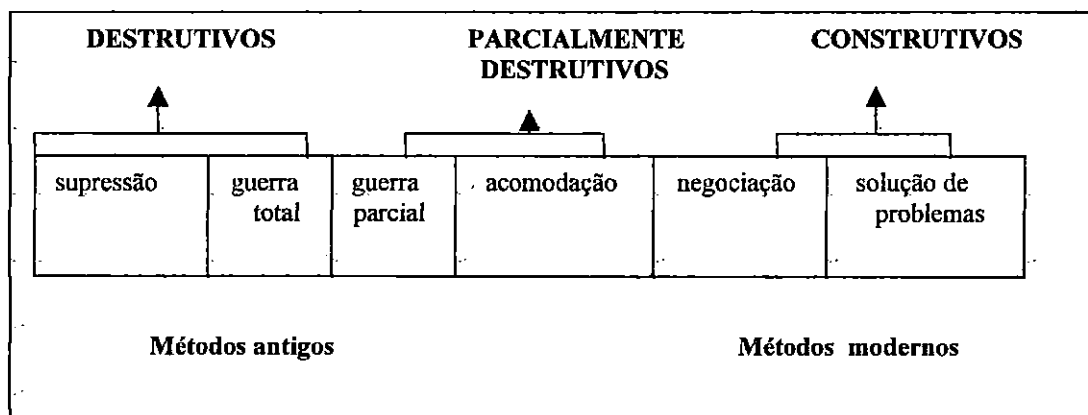 DESTRUTIVOS
PARCIALMENTE
DESTRUTIVOS
CONSTRUTIVOS
supressão
guerra
total
guerra
parcial
acomodação
negociação
solução de
problemas
Métodos antigos
Métodos modernos